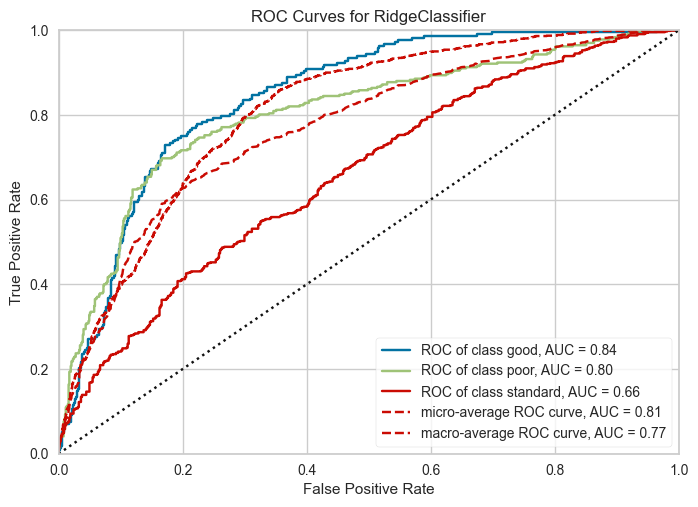 ROC Curves for RidgeClassifier
1.0
0.8
0.6
0.4
0.2
0.0
True Positive Rate
ROC of class good, AUC = 0.84
ROC of class poor, AUC = 0.80
ROC of class standard, AUC = 0.66
micro-average ROC curve, AUC = 0.81
macro-average ROC curve, AUC = 0.77
0.0 0.2 0.4 0.6 0.8 1.0
False Positive Rate